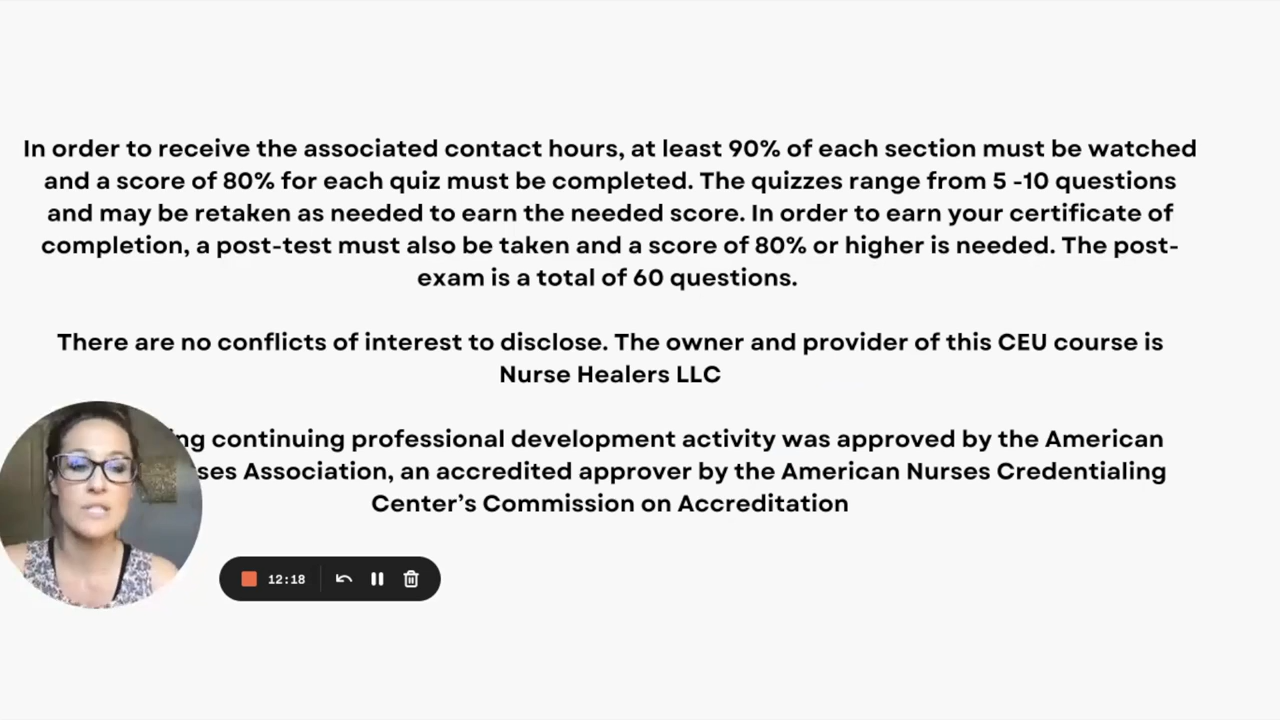 In order to receive the associated contact hours, at least 90% of each section must be watched
and a score of 80% for each quiz must be completed. The quizzes range from 5 -10 questions
and may be retaken as needed to earn the needed score. In order to earn your certificate of
completion, a post-test must also be taken and a score of 80% or higher is needed. The post-
exam is a total of 60 questions.
There are no conflicts of interest to disclose. The owner and provider of this CEU course is
Nurse Healers LLC
continuing professional development activity was approved by the American
Association, an accredited approver by the American Nurses Credentialing
Center’s Commission on Accreditation
12:18